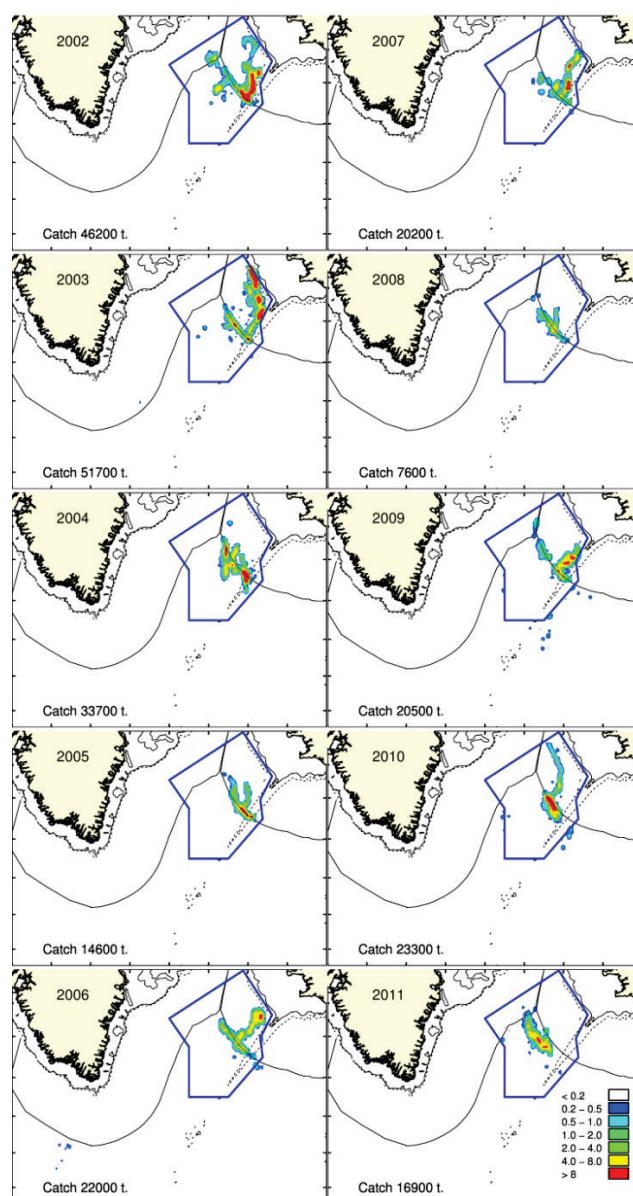 2002
Catch 46200 t.
2007
Catch 20200 t.
2003
Catch 51700 t.
2008
Catch 7600 t.
2004
Catch 33700 t.
2009
Catch 20500 t.
2005
Catch 14600 t.
2010
Catch 23300 t.
2006
Catch 22000 t.
2011
Catch 16900 t.
< 0.2
0.2 – 0.5
0.5 – 1.0
1.0 – 2.0
2.0 – 4.0
4.0 – 8.0
> 8